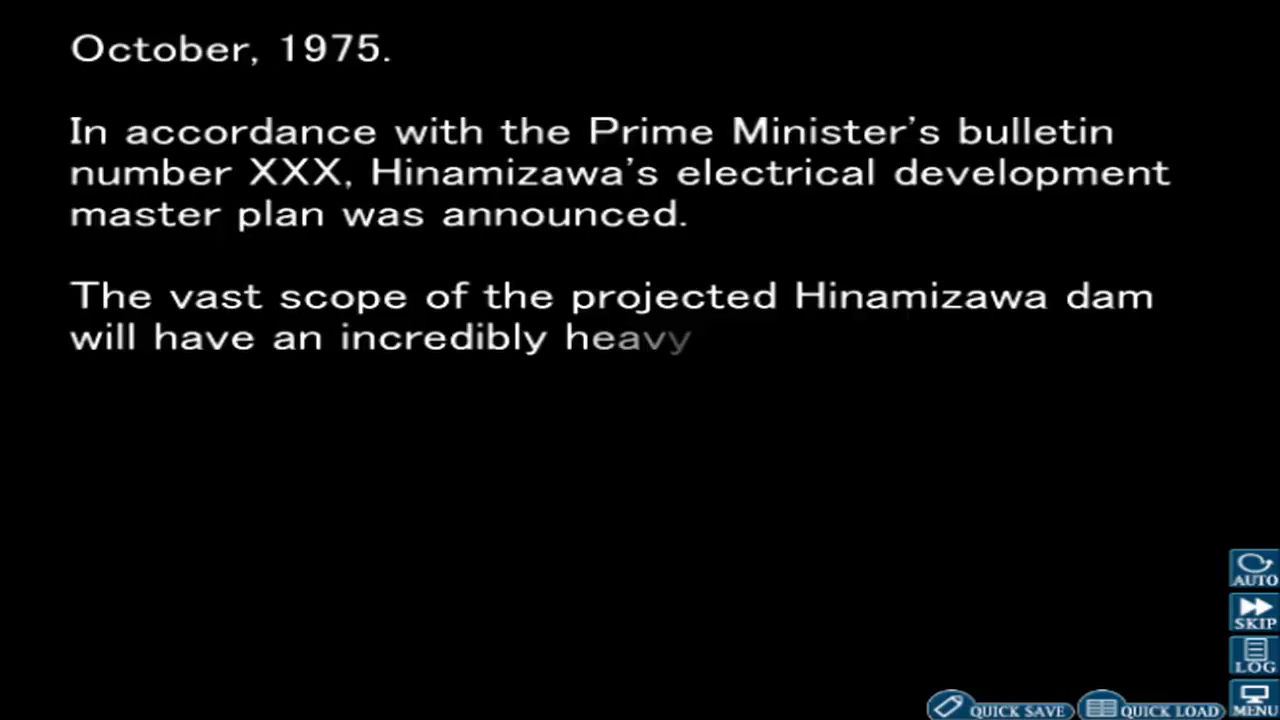 October, 1975.
In accordance with the Prime Minister's bulletin
number XXX, Hinamizawa's electrical development
master plan was announced.
The vast scope of the projected Hinamizawa dam
will have an incredibly heavy
AUTO
SKIP
LOG
MENU
QUICK SAVE
QUICK LOAD